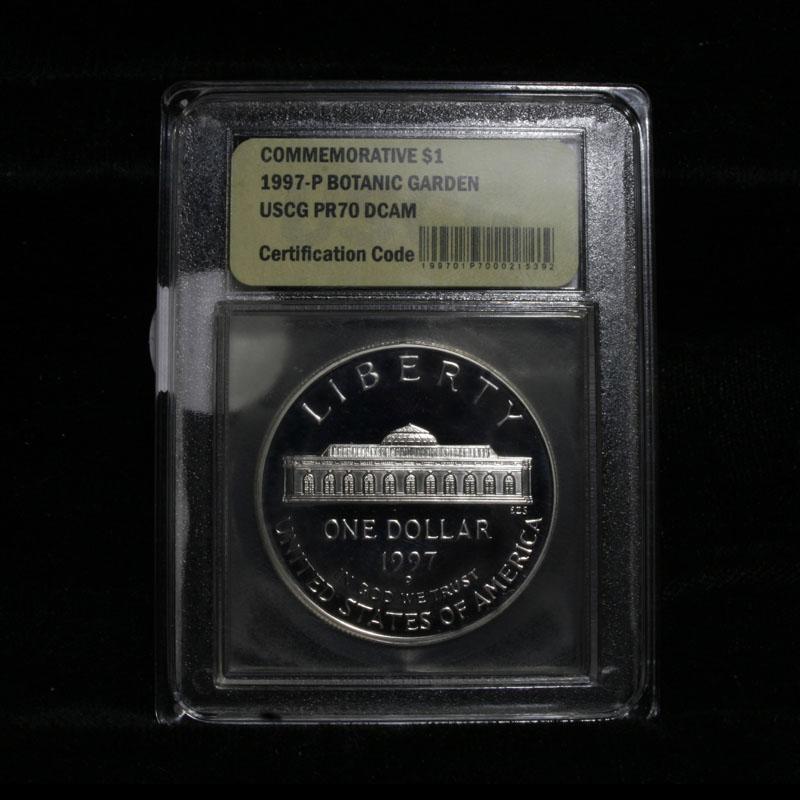 COMMEMORATIVE $1
1997-P BOTANIC GARDEN
USCG PR70 DCAM
Certification Code
199701P7000215392
LIBERTY
SZS
ONE DOLLAR
1997
P
IN GOD WE TRUST
UNITED STATES OF AMERICA